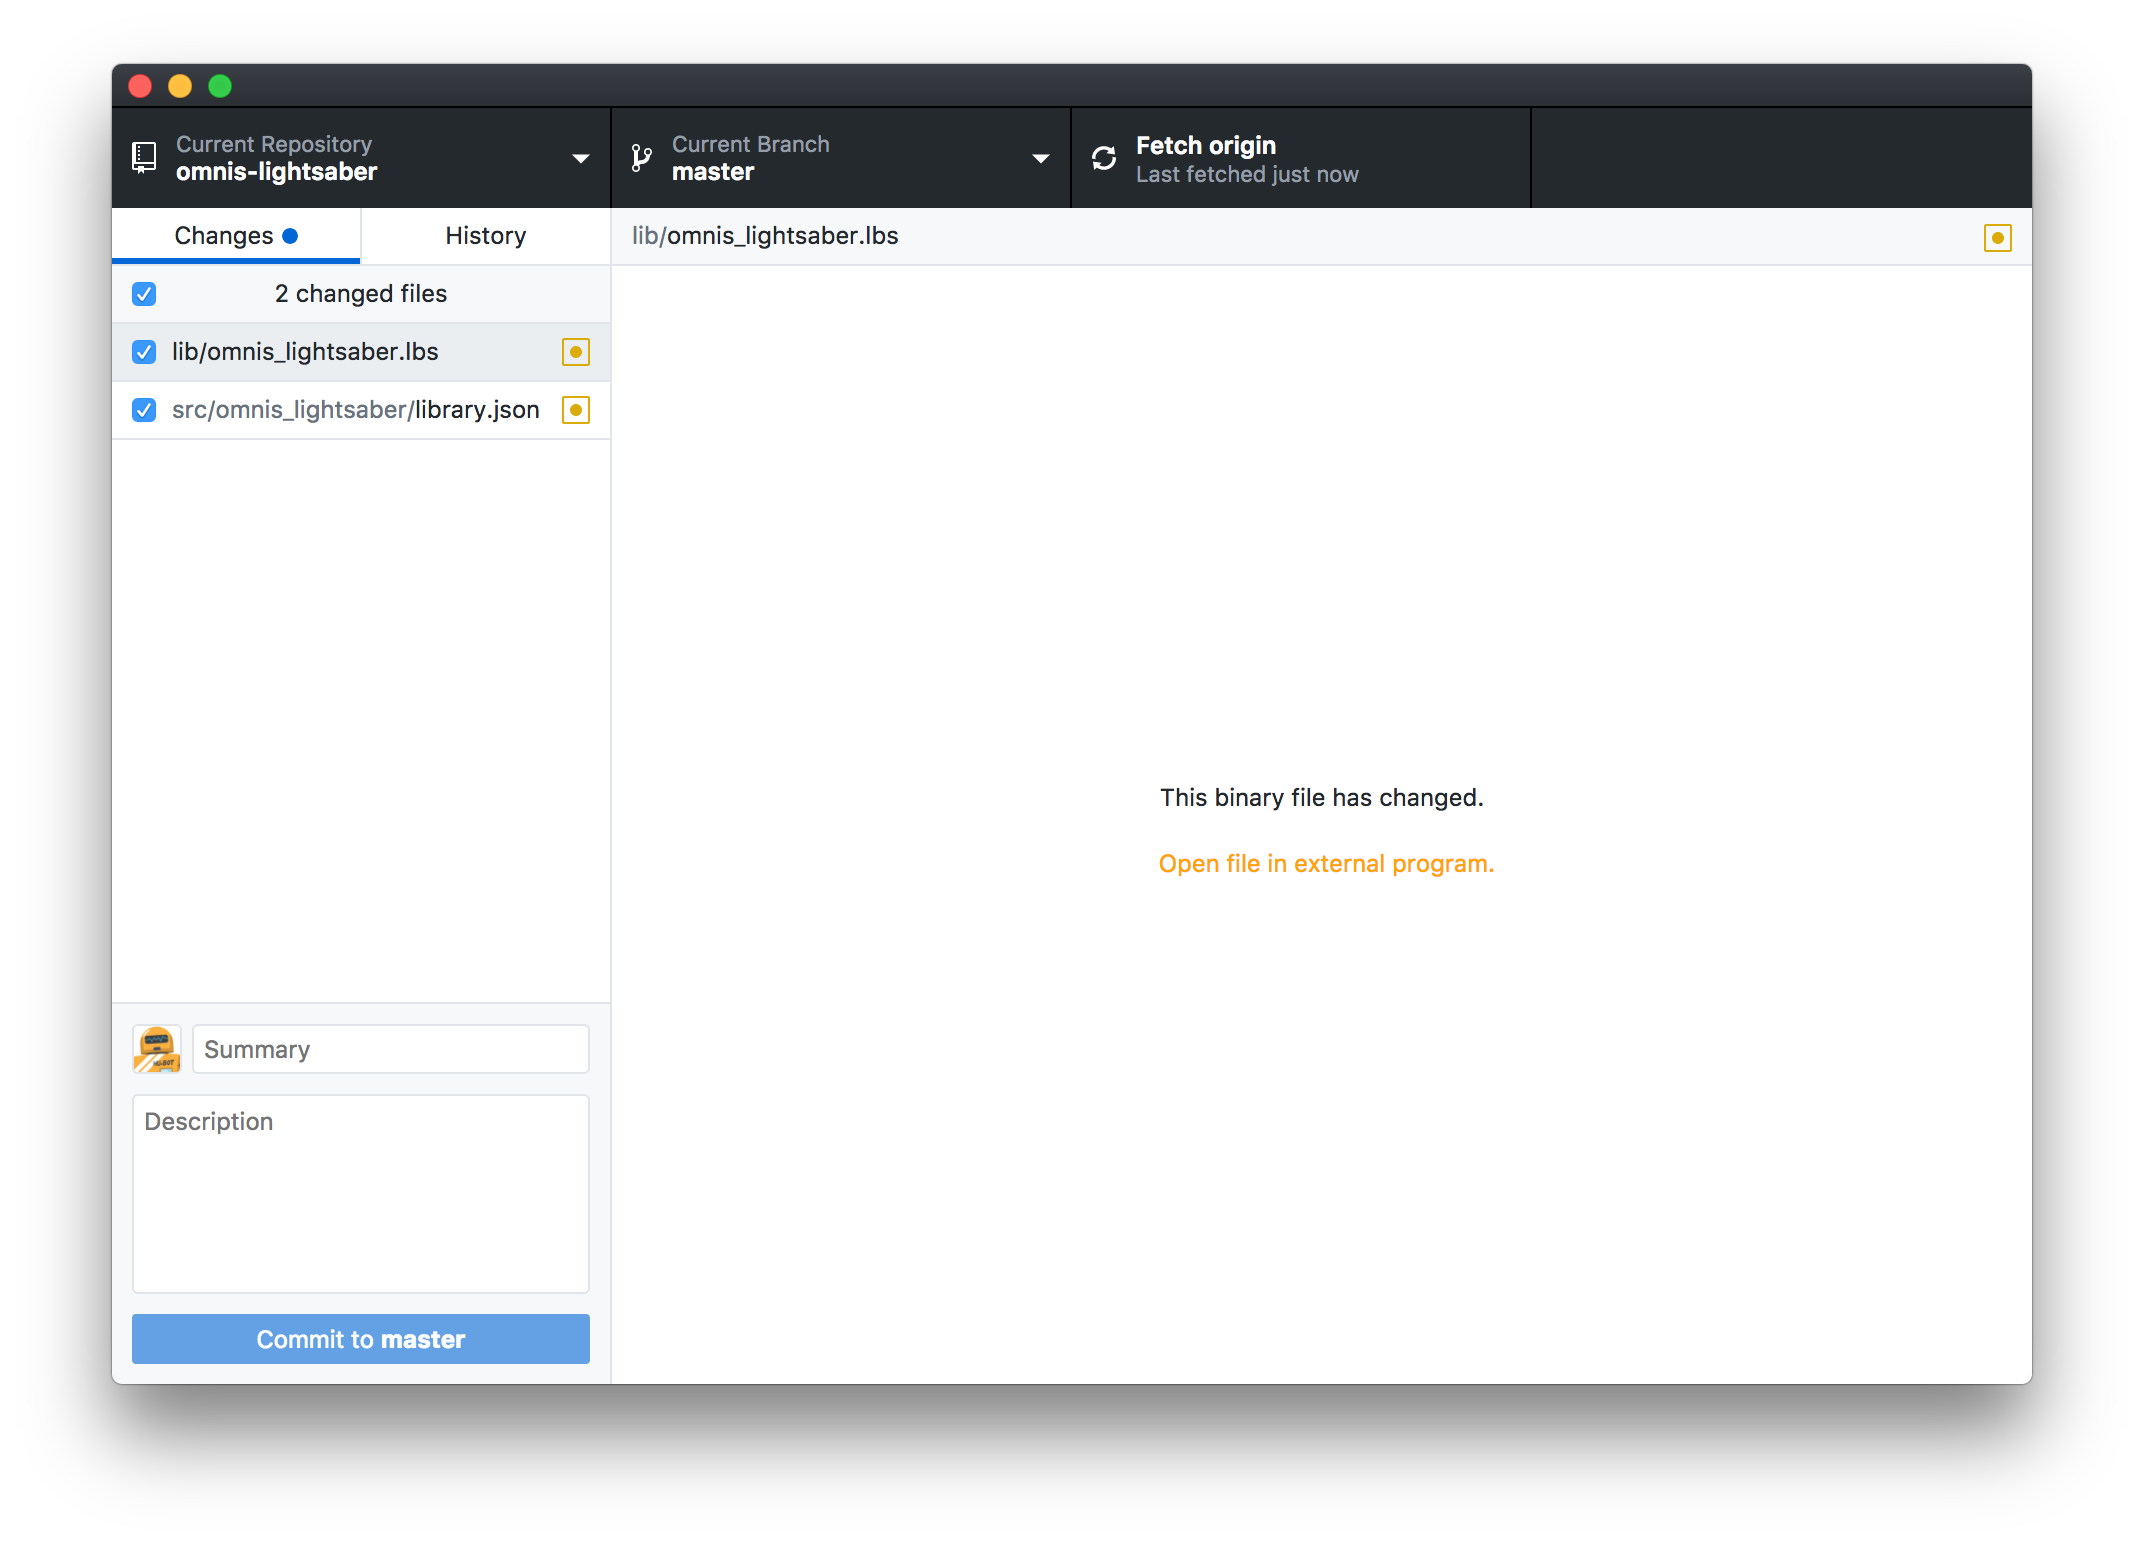 Current Repository
omnis-lightsaber
Current Branch
master
Fetch origin
Last fetched just now
Changes
History
lib/omnis_lightsaber.lbs
2 changed files
lib/omnis_lightsaber.lbs
src/omnis_lightsaber/library.json
This binary file has changed.
Open file in external program.
Summary
Description
Commit to master